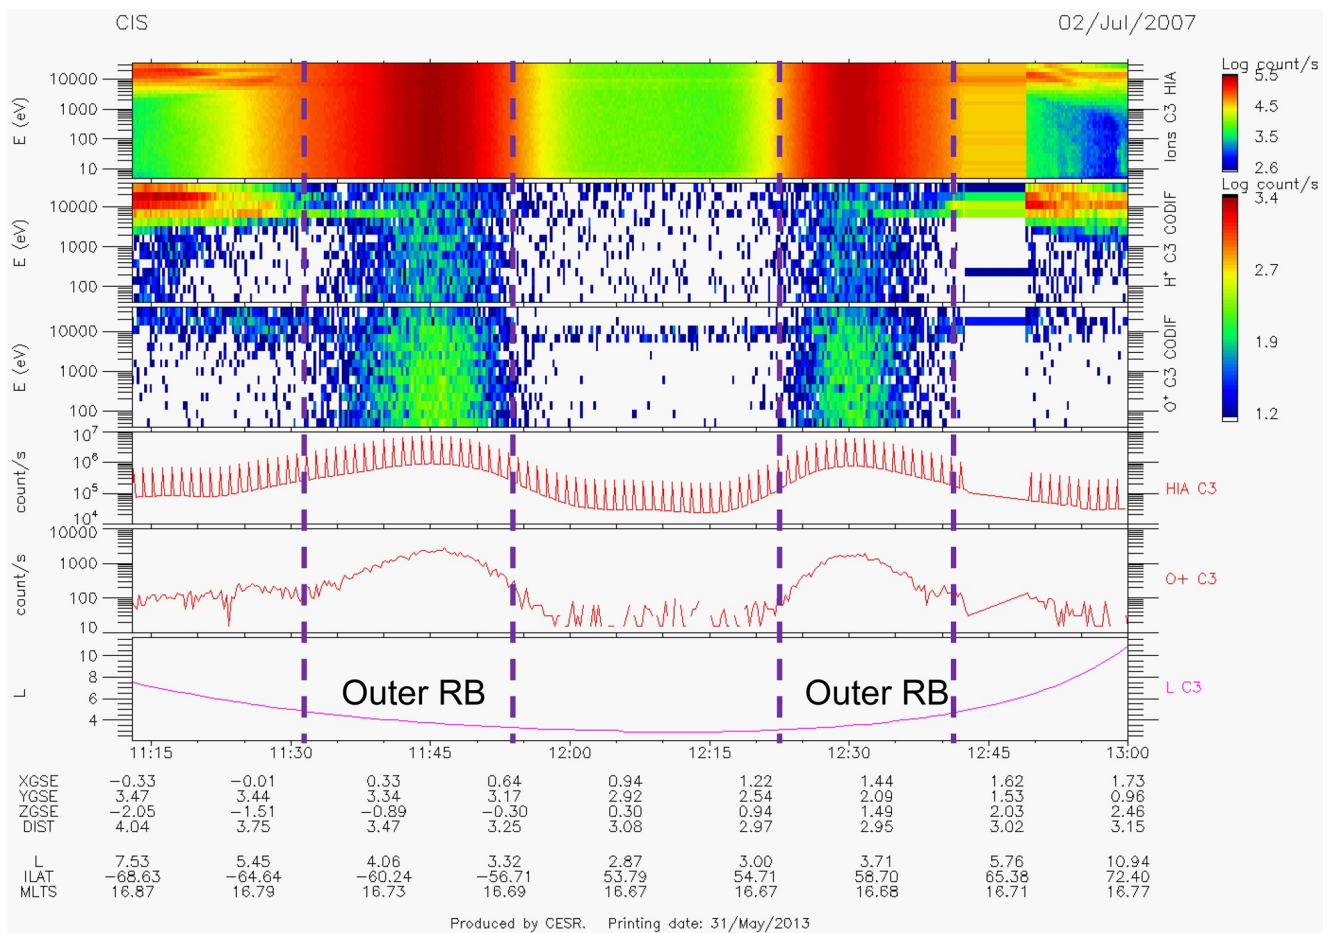 CIS 02/Jul/2007
Log count/s
E (eV) 10000 1000 100 10 Ions C3 HIA 5.5 4.5 3.5 2.6
Log count/s
E (eV) 10000 1000 100 H+ C3 CODIF 3.4 2.7 1.9 1.2
E (eV) 10000 1000 100 O+ C3 CODIF
count/s 10^7 10^6 10^5 10^4 HIA C3
count/s 10000 1000 100 10 O+ C3
L 10 8 6 4 Outer RB Outer RB L C3
11:15 11:30 11:45 12:00 12:15 12:30 12:45 13:00
XGSE −0.33 −0.01 0.33 0.64 0.94 1.22 1.44 1.62 1.73
YGSE 3.47 3.44 3.34 3.17 2.92 2.54 2.09 1.53 0.96
ZGSE −2.05 −1.51 −0.89 −0.30 0.30 0.94 1.49 2.03 2.46
DIST 4.04 3.75 3.47 3.25 3.08 2.97 2.95 3.02 3.15
L 7.53 5.45 4.06 3.32 2.87 3.00 3.71 5.76 10.94
ILAT −68.63 −64.64 −60.24 −56.71 53.79 54.71 58.70 65.38 72.40
MLTS 16.87 16.79 16.73 16.69 16.67 16.67 16.68 16.71 16.77
Produced by CESR. Printing date: 31/May/2013